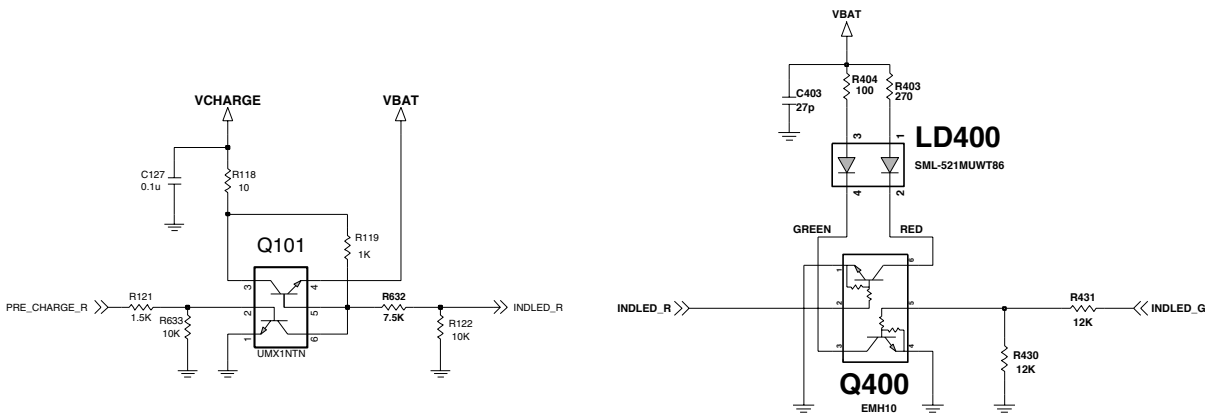 VCHARGE
VBAT
C127
0.1u
R118
10
R119
1K
Q101
3
4
2
5
1
6
UMX1NTN
PRE_CHARGE_R
R121
1.5K
R633
10K
R632
7.5K
R122
10K
INDLED_R
VBAT
C403
27p
R404
100
R403
270
3
1
LD400
SML-521MUWT86
4
2
GREEN
RED
1
6
2
5
3
4
INDLED_R
R431
12K
INDLED_G
R430
12K
Q400
EMH10